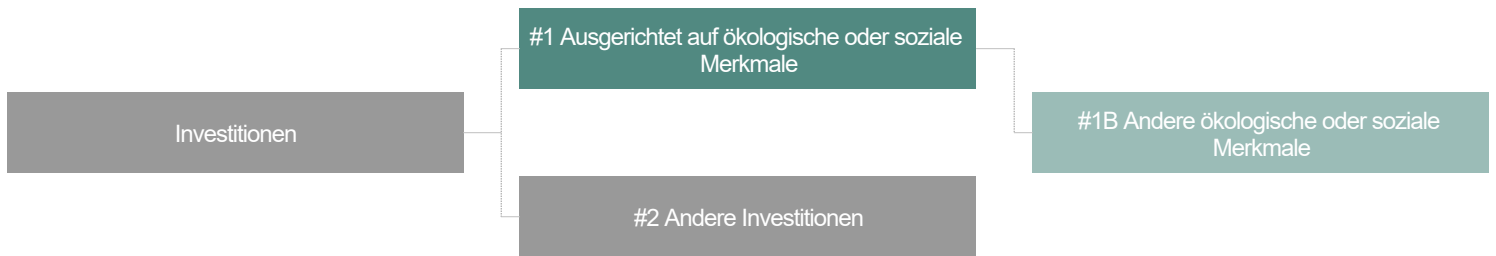 #1 Ausgerichtet auf ökologische oder soziale
Merkmale
Investitionen
#1B Andere ökologische oder soziale
Merkmale
#2 Andere Investitionen